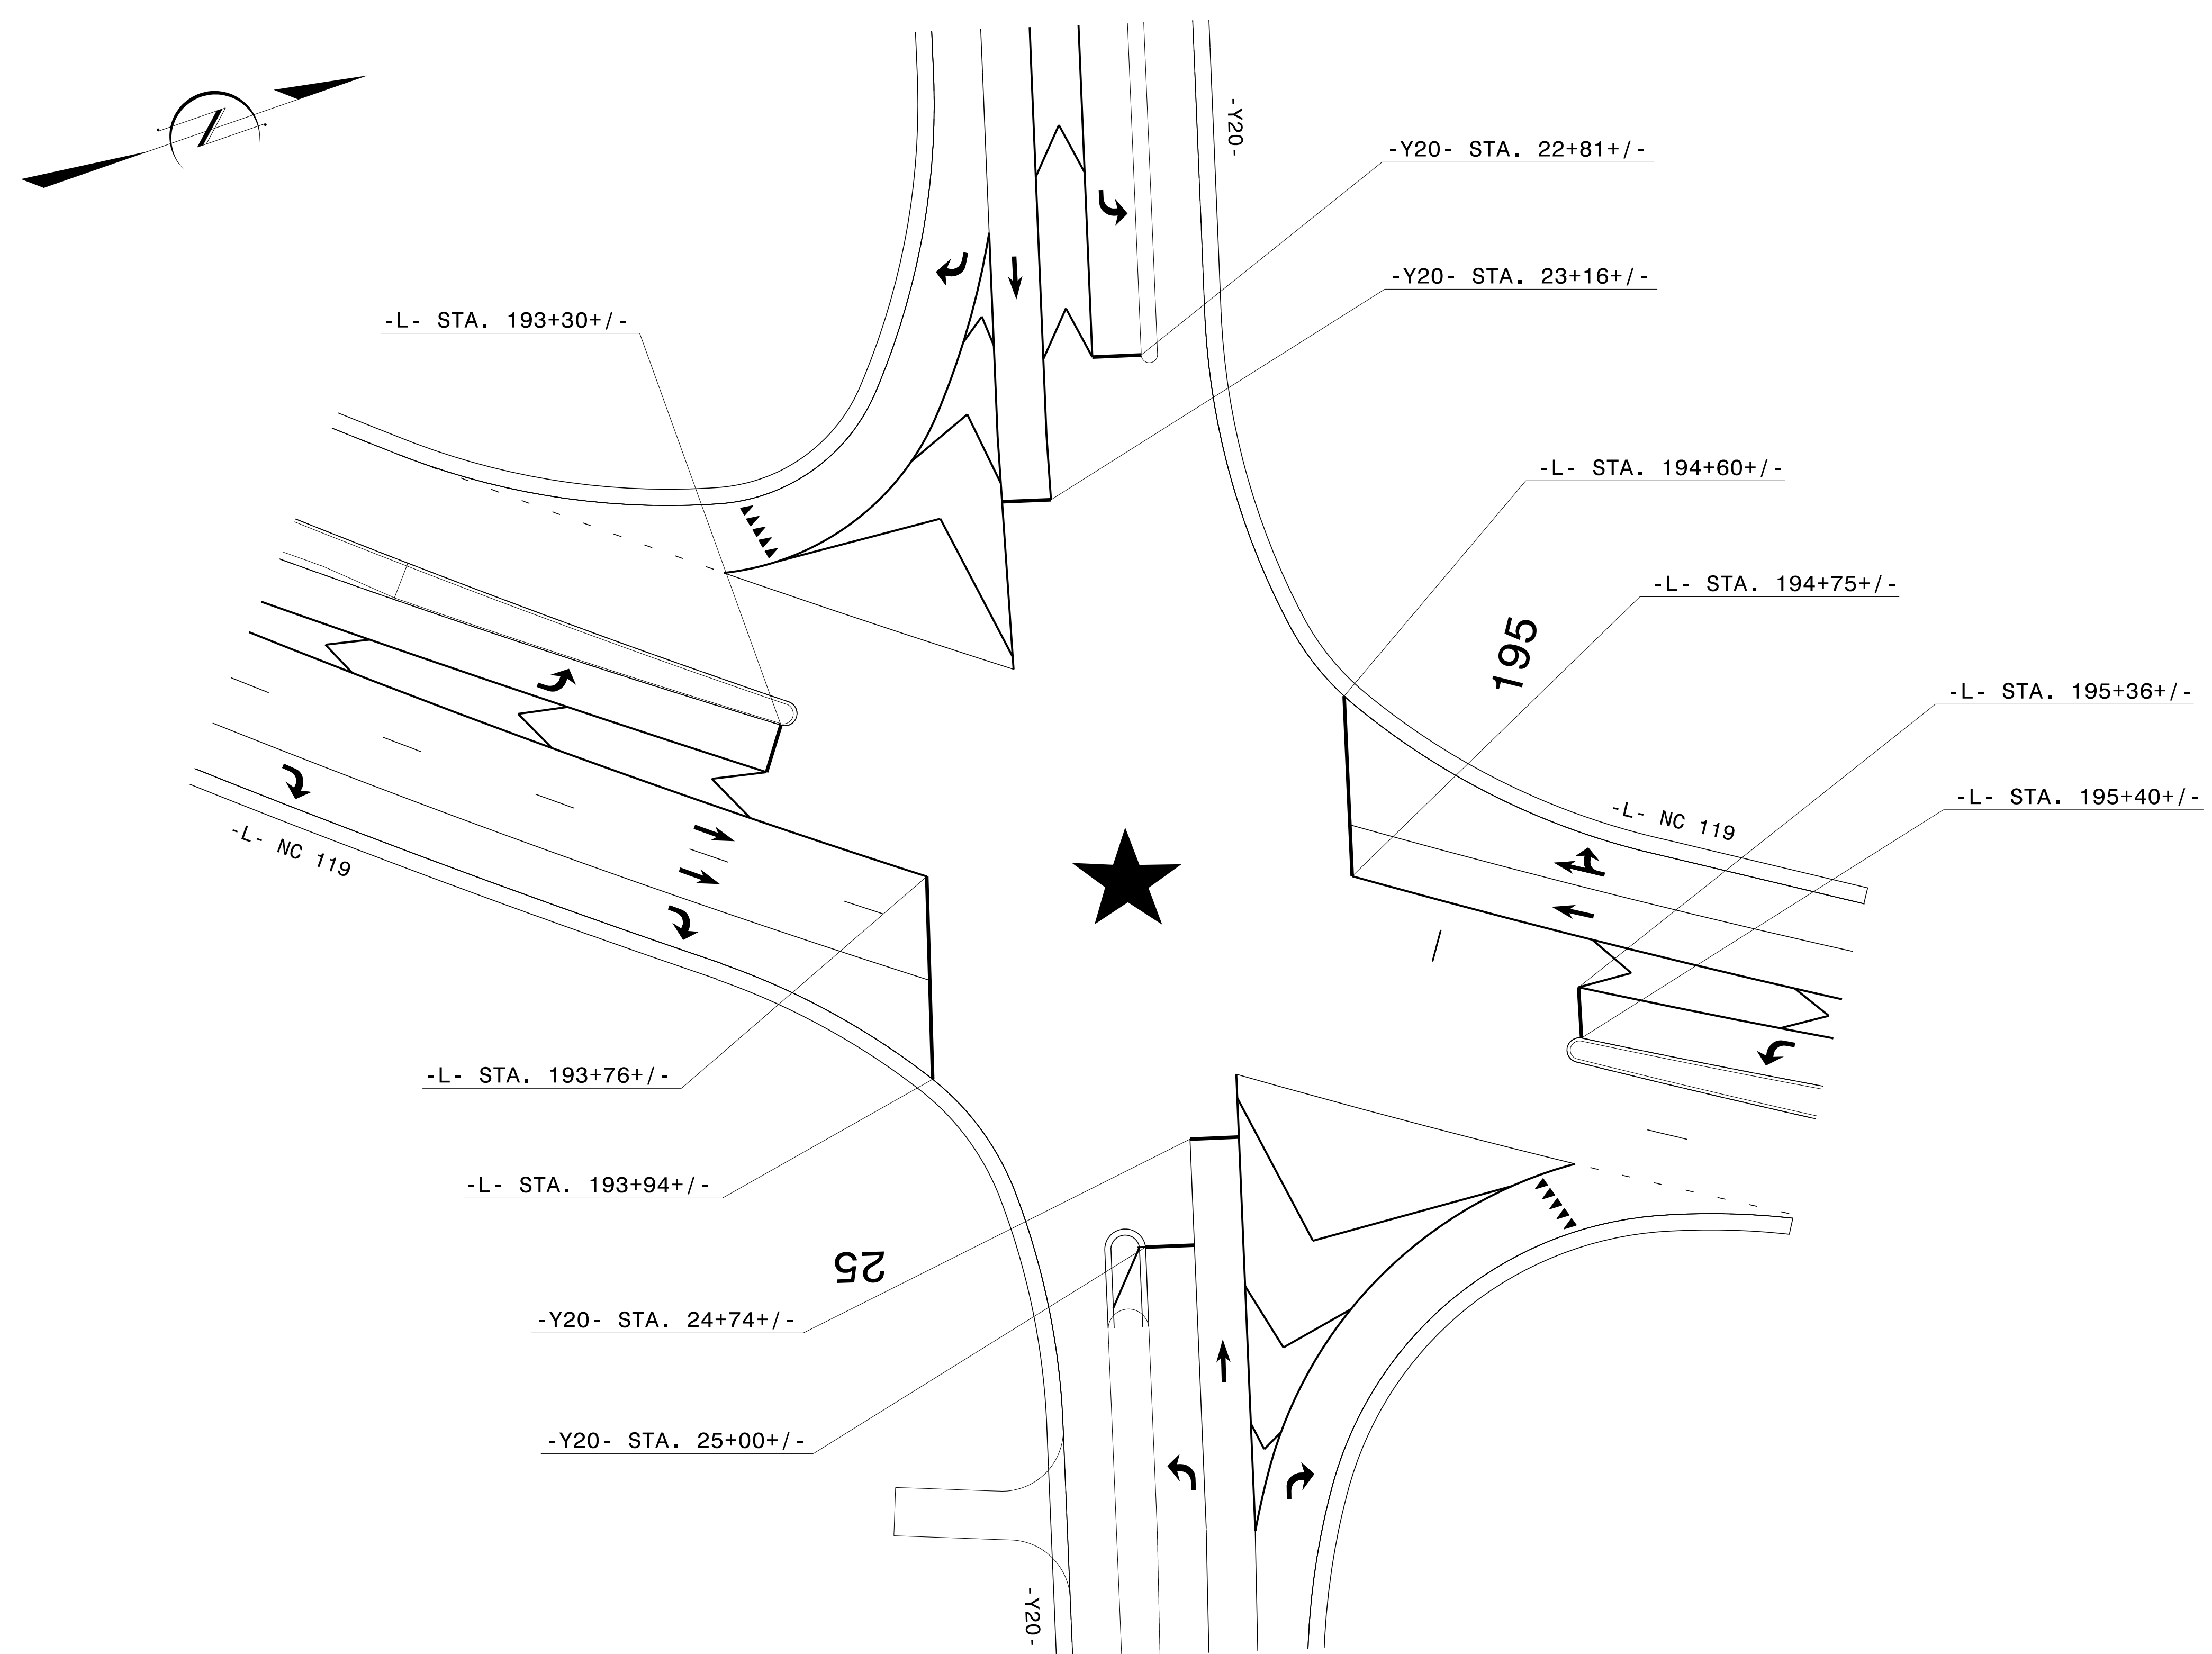 -Y20-
-Y20- STA. 22+81+/-
-Y20- STA. 23+16+/-
-L- STA. 193+30+/-
-L- STA. 194+60+/-
-L- STA. 194+75+/-
195
-L- STA. 195+36+/-
-L- STA. 195+40+/-
-L- NC 119
-L- NC 119
-L- STA. 193+76+/-
-L- STA. 193+94+/-
25
-Y20- STA. 24+74+/-
-Y20- STA. 25+00+/-
-Y20-
N